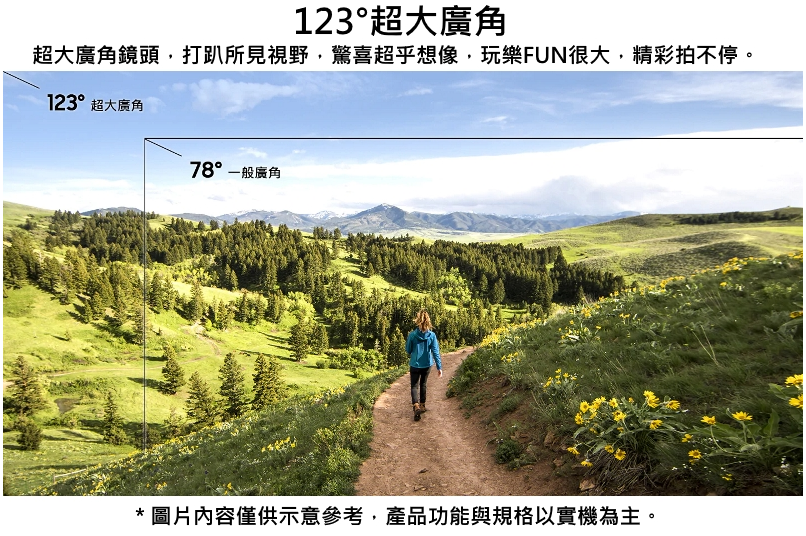 123°超大廣角
超大廣角鏡頭，打趴所見視野，驚喜超乎想像，玩樂FUN很大，精彩拍不停。
123° 超大廣角
78° 一般廣角
* 圖片內容僅供示意參考，產品功能與規格以實機為主。